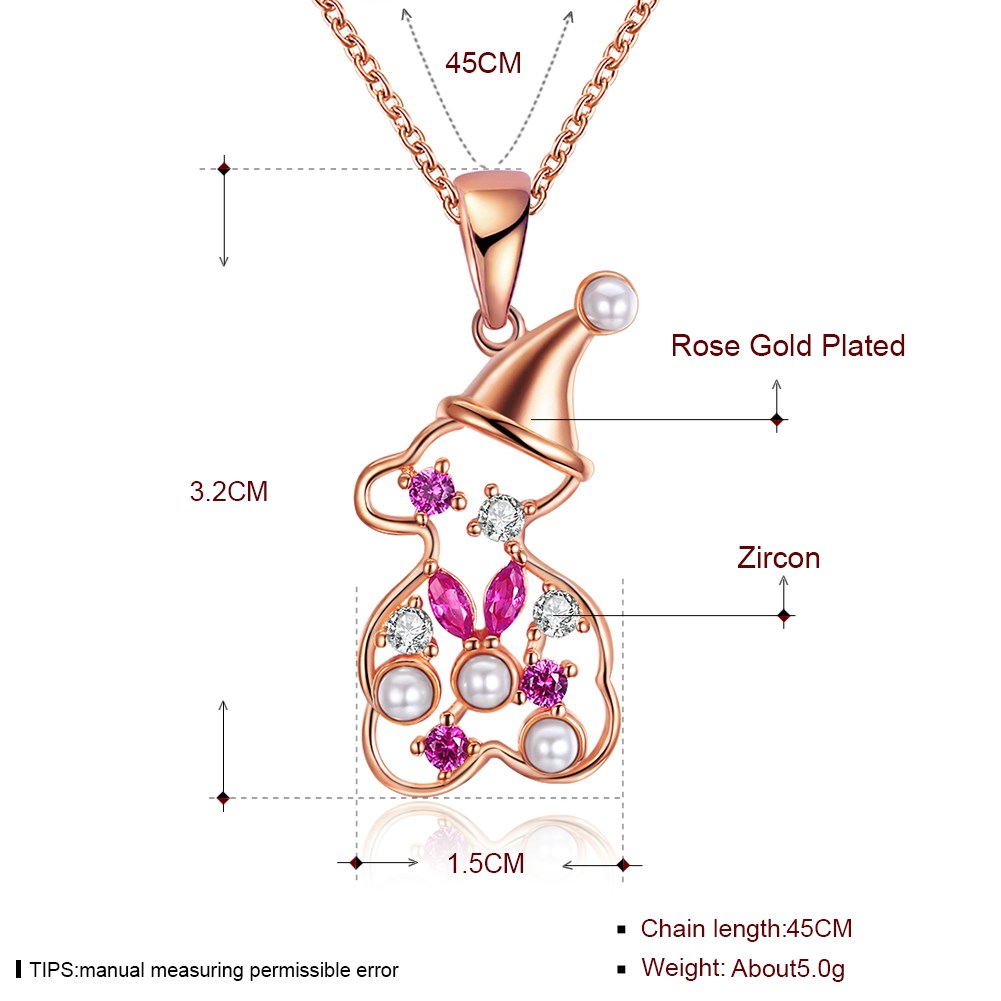 45CM
Rose Gold Plated
3.2CM
Zircon
1.5CM
Chain length:45CM
TIPS:manual measuring permissible error
Weight: About5.0g